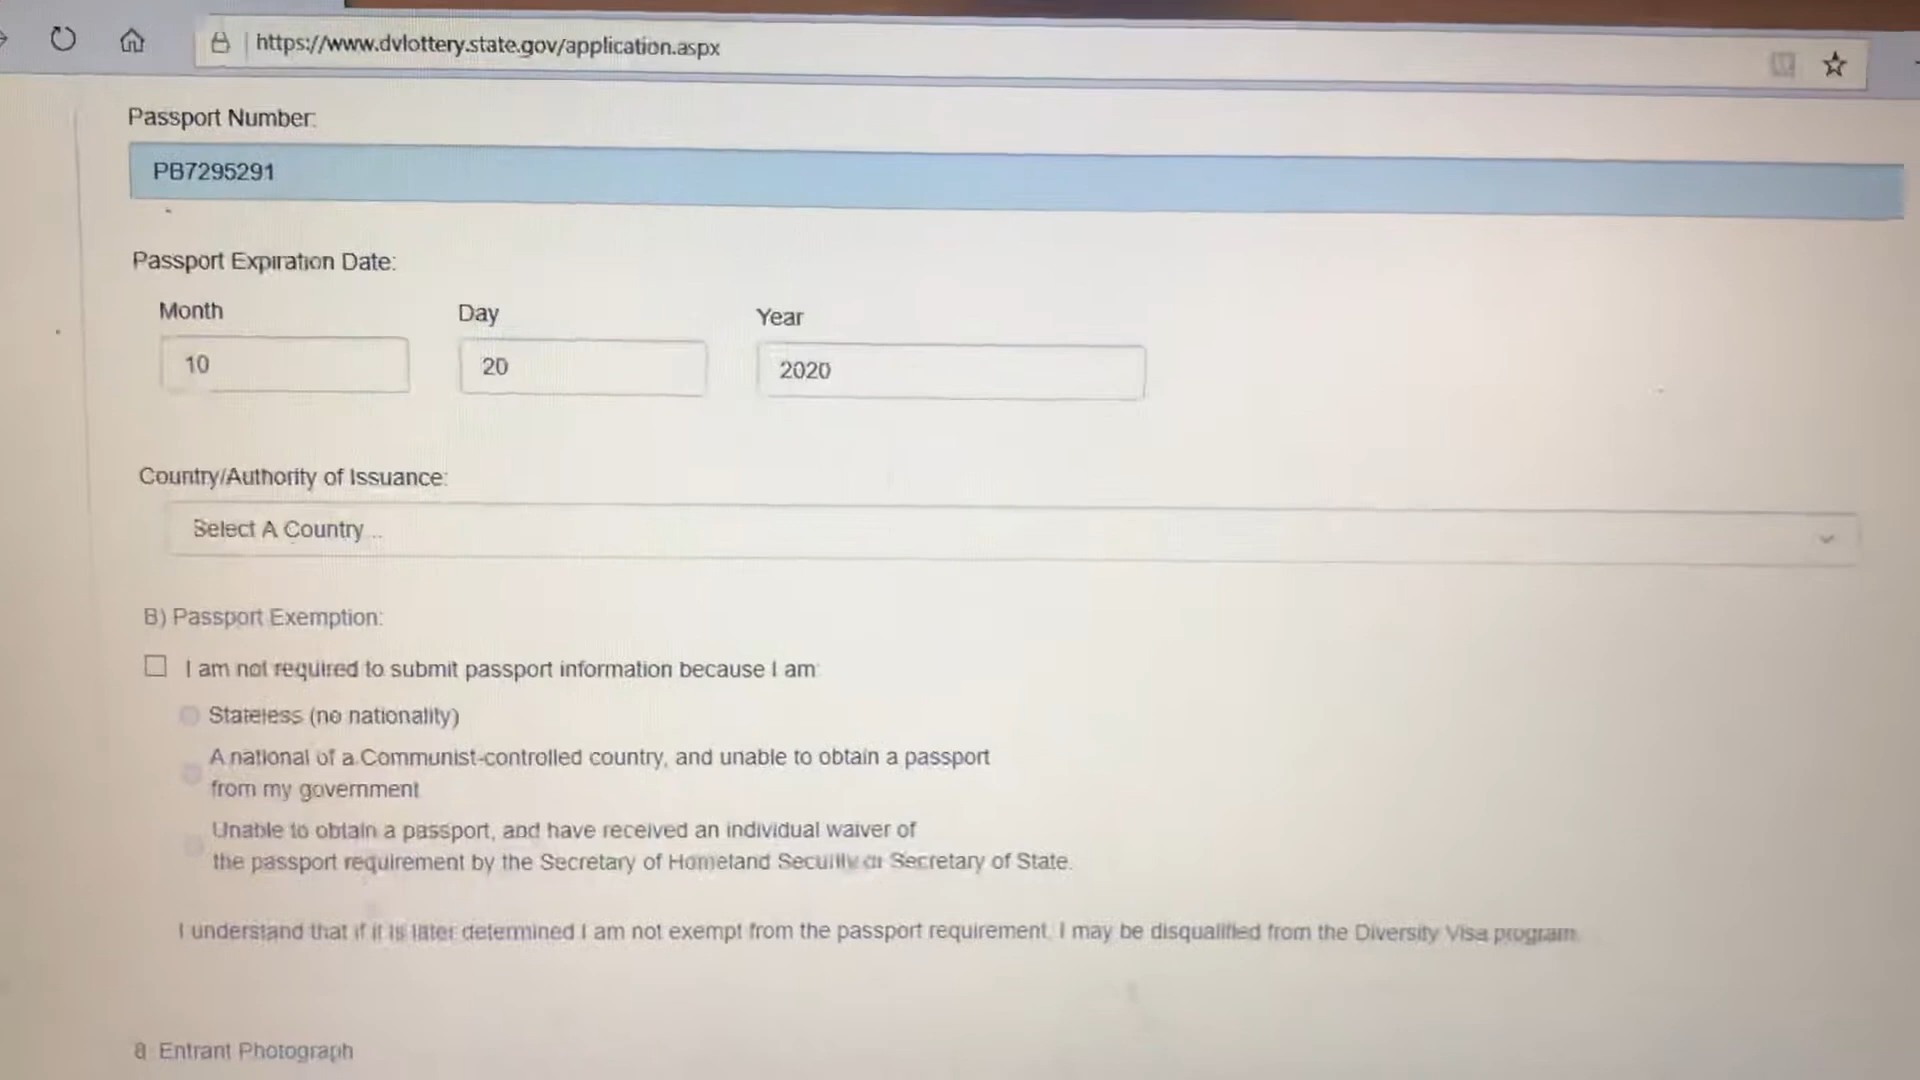 https://www.dvlottery.state.gov/application.aspx
Passport Number:
PB7295291
Passport Expiration Date:
Month Day Year
10 20 2020
Country/Authority of Issuance:
Select A Country ...
B) Passport Exemption:
I am not required to submit passport information because I am:
Stateless (no nationality)
A national of a Communist-controlled country, and unable to obtain a passport
from my government
Unable to obtain a passport, and have received an individual waiver of
the passport requirement by the Secretary of Homeland Security or Secretary of State.
I understand that if it is later determined I am not exempt from the passport requirement, I may be disqualified from the Diversity Visa program.
8. Entrant Photograph